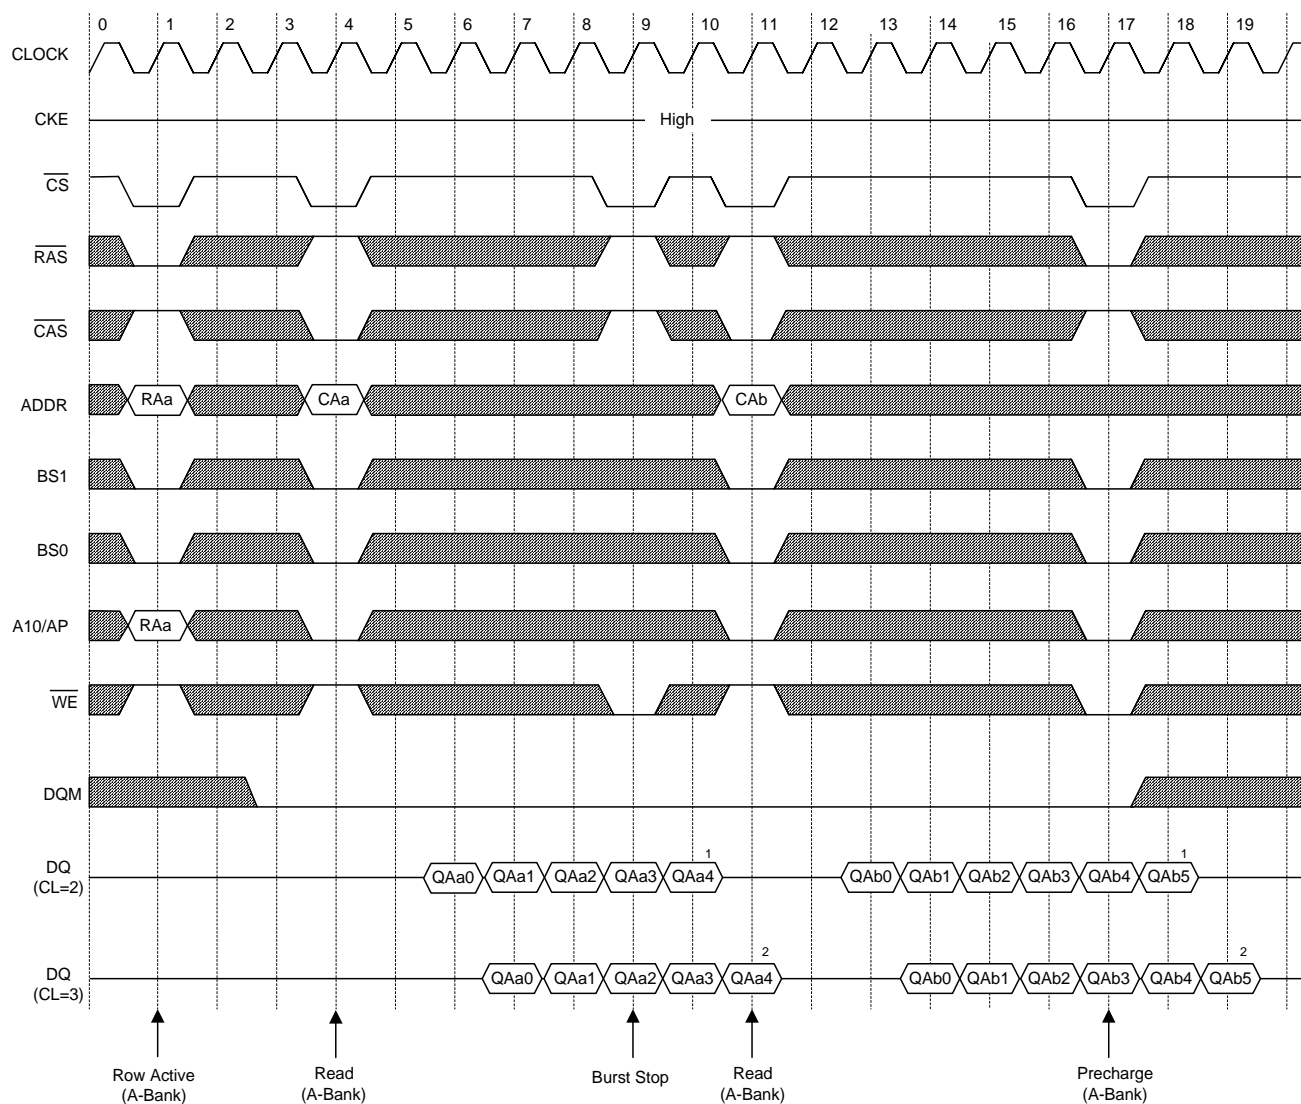 0 1 2 3 4 5 6 7 8 9 10 11 12 13 14 15 16 17 18 19
CLOCK
CKE
High
CS
RAS
CAS
ADDR
RAa
CAa
CAb
BS1
BS0
A10/AP
RAa
WE
DQM
DQ
(CL=2)
QAa0 QAa1 QAa2 QAa3 QAa4 1 QAb0 QAb1 QAb2 QAb3 QAb4 QAb5 1
DQ
(CL=3)
QAa0 QAa1 QAa2 QAa3 QAa4 2 QAb0 QAb1 QAb2 QAb3 QAb4 QAb5 2
Row Active
(A-Bank)
Read
(A-Bank)
Burst Stop
Read
(A-Bank)
Precharge
(A-Bank)